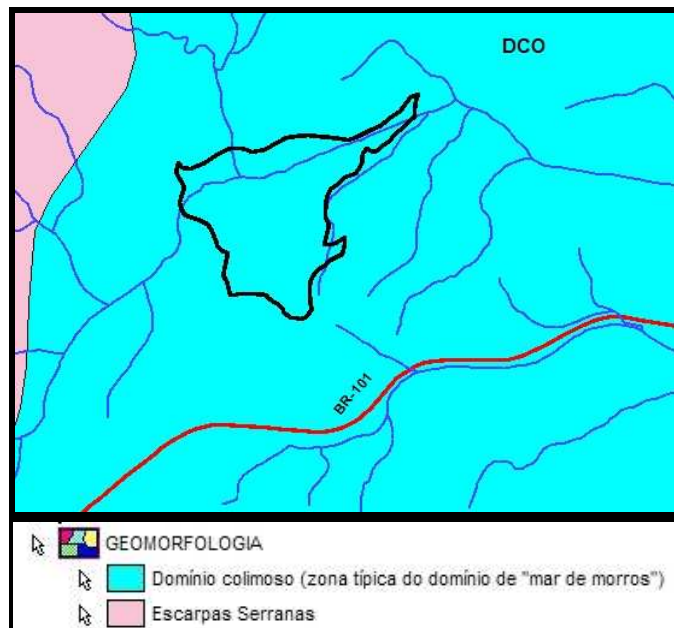 DCO
BR-101
GEOMORFOLOGIA
Domínio colimoso (zona típica do domínio de "mar de morros")
Escarpas Serranas